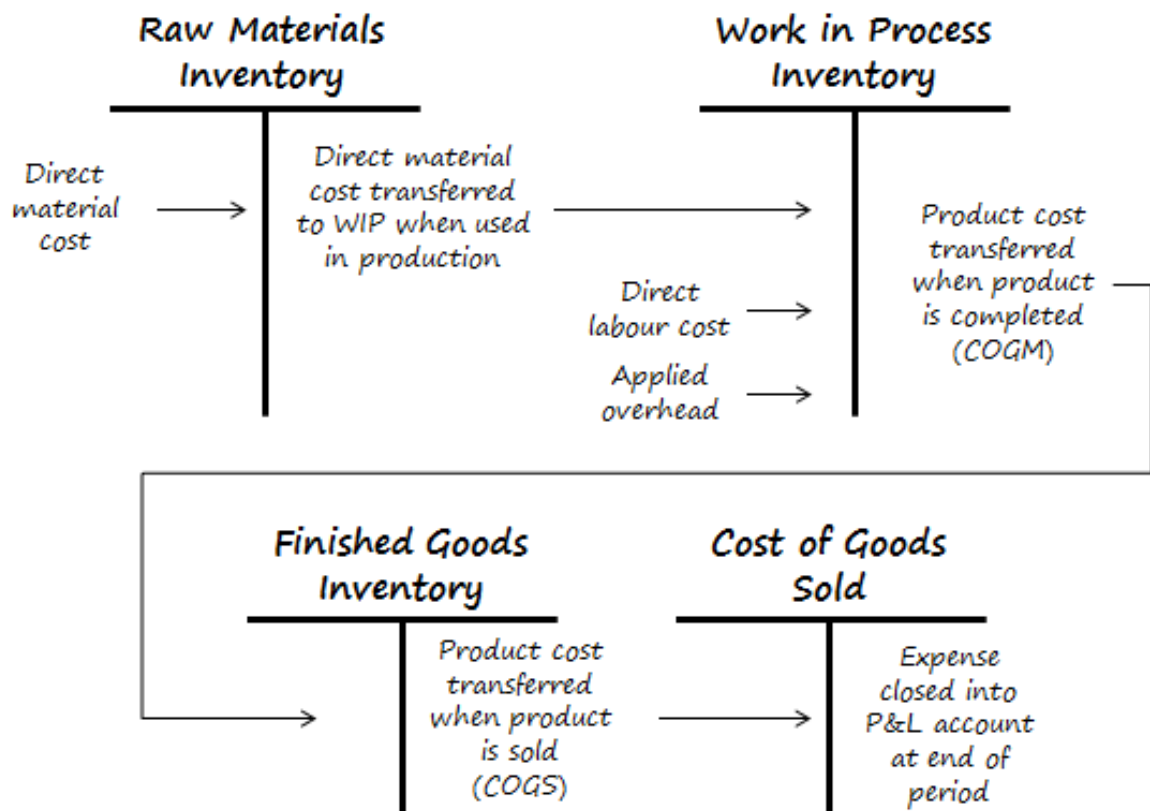 Raw Materials
Inventory
Direct
material
cost
Direct material
cost transferred
to WIP when used
in production
Work in Process
Inventory
Direct
labour cost
Applied
overhead
Product cost
transferred
when product
is completed
(COGM)
Finished Goods
Inventory
Product cost
transferred
when product
is sold
(COGS)
Cost of Goods
Sold
Expense
closed into
P&L account
at end of
period